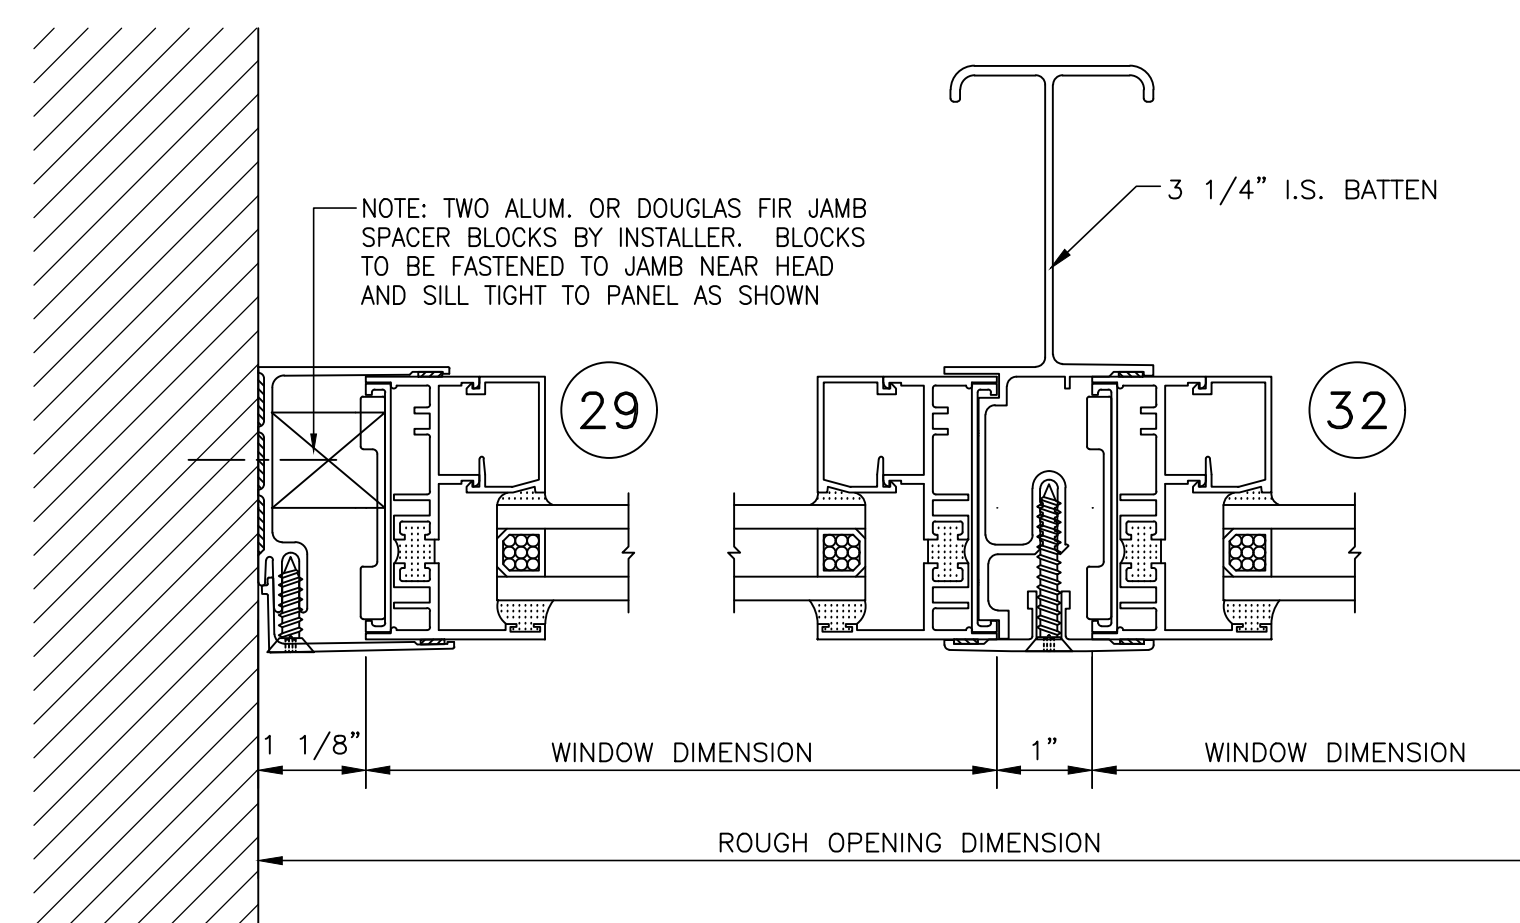 3 1/4” I.S. BATTEN
NOTE: TWO ALUM. OR DOUGLAS FIR JAMB
SPACER BLOCKS BY INSTALLER. BLOCKS
TO BE FASTENED TO JAMB NEAR HEAD
AND SILL TIGHT TO PANEL AS SHOWN
29
32
1 1/8”
WINDOW DIMENSION
1”
WINDOW DIMENSION
ROUGH OPENING DIMENSION